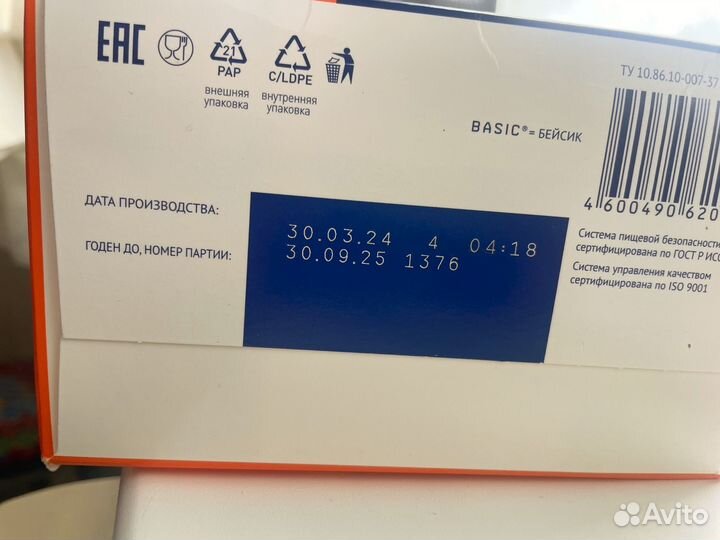 EAC
21
PAP
C/LDPE
внешняя
упаковка
внутренняя
упаковка
ТУ 10.86.10-007-37
BASIC®= БЕЙСИК
4 600490 620
ДАТА ПРОИЗВОДСТВА:
30.03.24 4 04:18
ГОДЕН ДО, НОМЕР ПАРТИИ:
30.09.25 1376
Система пищевой безопасности
сертифицирована по ГОСТ Р ИСО
Система управления качеством
сертифицирована по ISO 9001
Avito